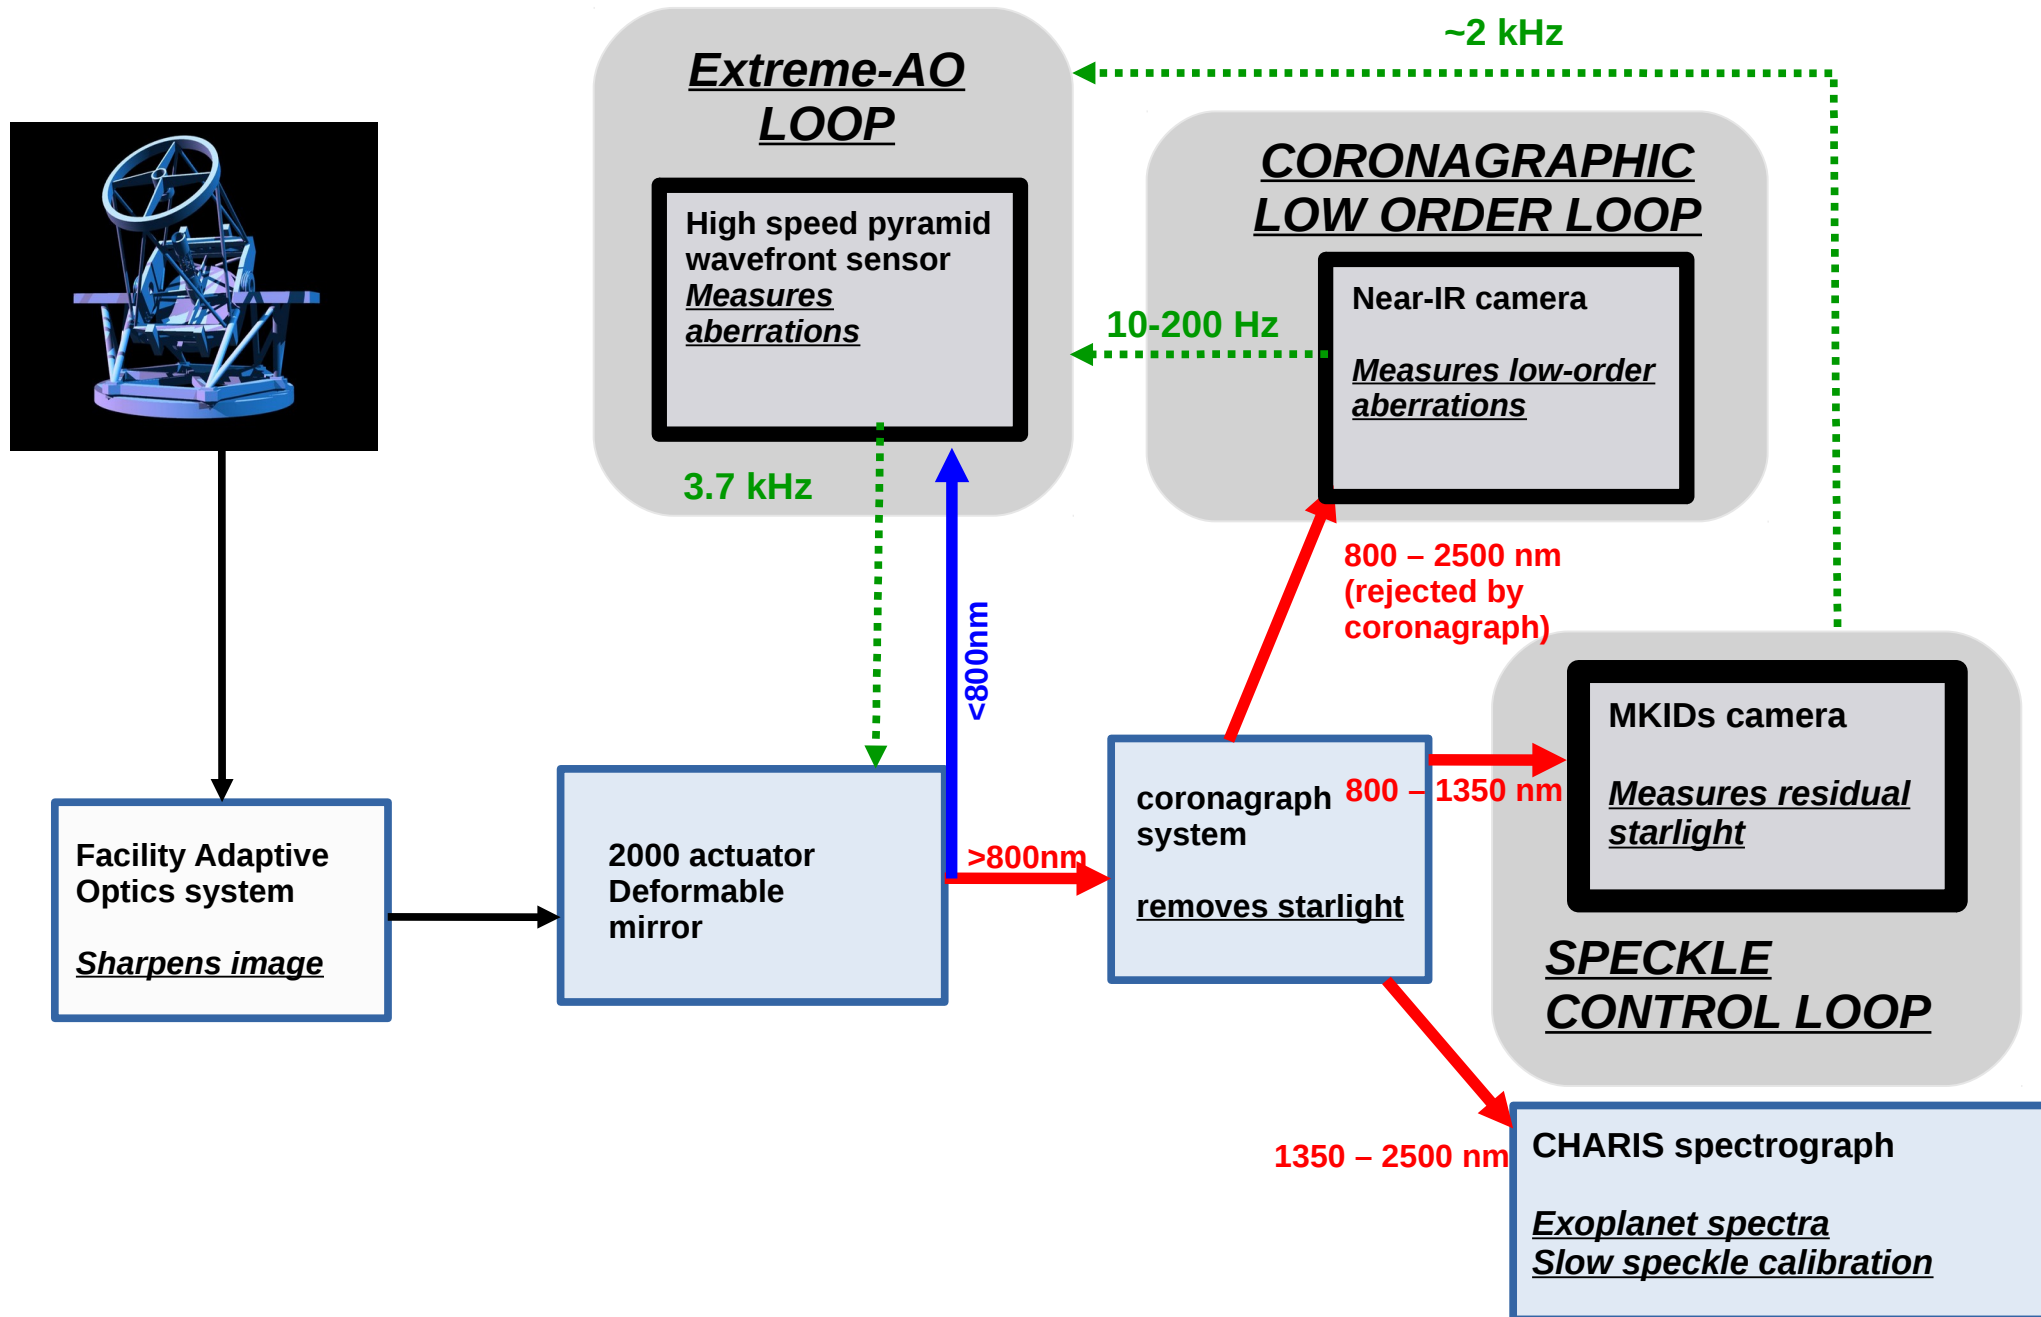 ~2 kHz
Extreme-AO
LOOP
High speed pyramid
wavefront sensor
Measures
aberrations
3.7 kHz
CORONAGRAPHIC
LOW ORDER LOOP
Near-IR camera
Measures low-order
aberrations
10-200 Hz
800 – 2500 nm
(rejected by
coronagraph)
<800nm
Facility Adaptive
Optics system
Sharpens image
2000 actuator
Deformable
mirror
>800nm
coronagraph
system
removes starlight
800 – 1350 nm
MKIDs camera
Measures residual
starlight
SPECKLE
CONTROL LOOP
1350 – 2500 nm
CHARIS spectrograph
Exoplanet spectra
Slow speckle calibration